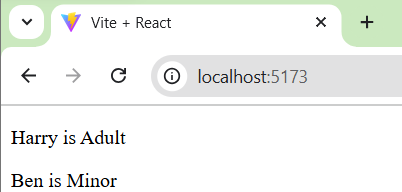 Vite + React
localhost:5173
Harry is Adult
Ben is Minor